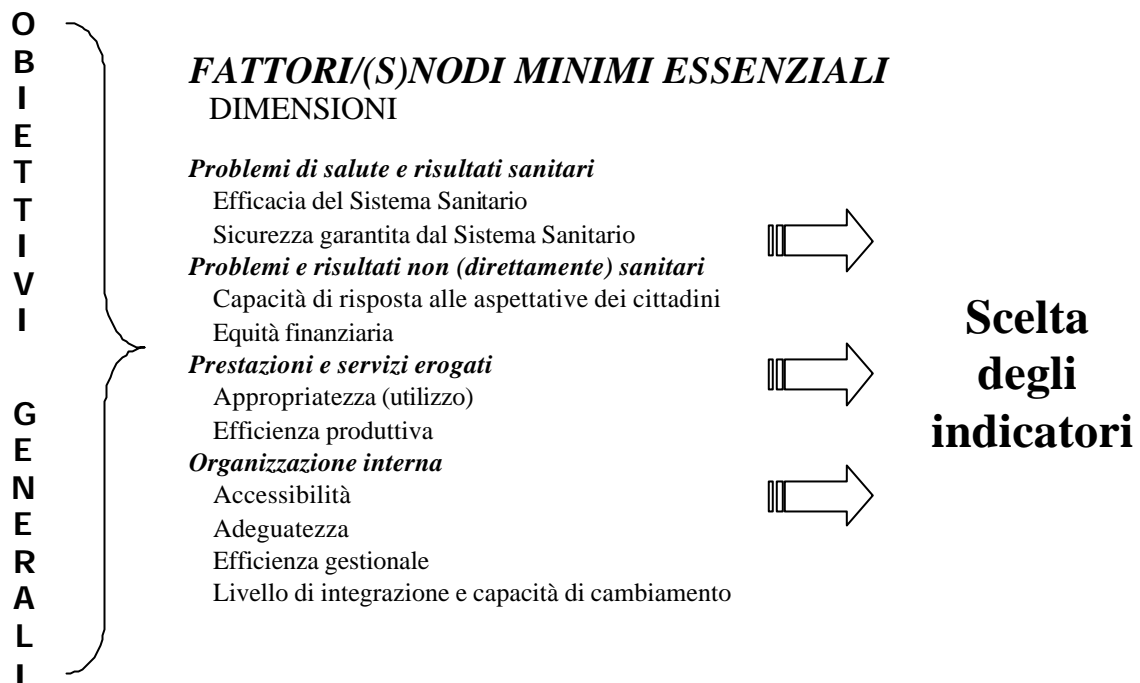 OBIETTIVI GENERALI
FATTORI/(S)NODI MINIMI ESSENZIALI
DIMENSIONI
Problemi di salute e risultati sanitari
Efficacia del Sistema Sanitario
Sicurezza garantita dal Sistema Sanitario
Problemi e risultati non (direttamente) sanitari
Capacità di risposta alle aspettative dei cittadini
Equità finanziaria
Prestazioni e servizi erogati
Appropriatezza (utilizzo)
Efficienza produttiva
Organizzazione interna
Accessibilità
Adeguatezza
Efficienza gestionale
Livello di integrazione e capacità di cambiamento
Scelta
degli
indicatori